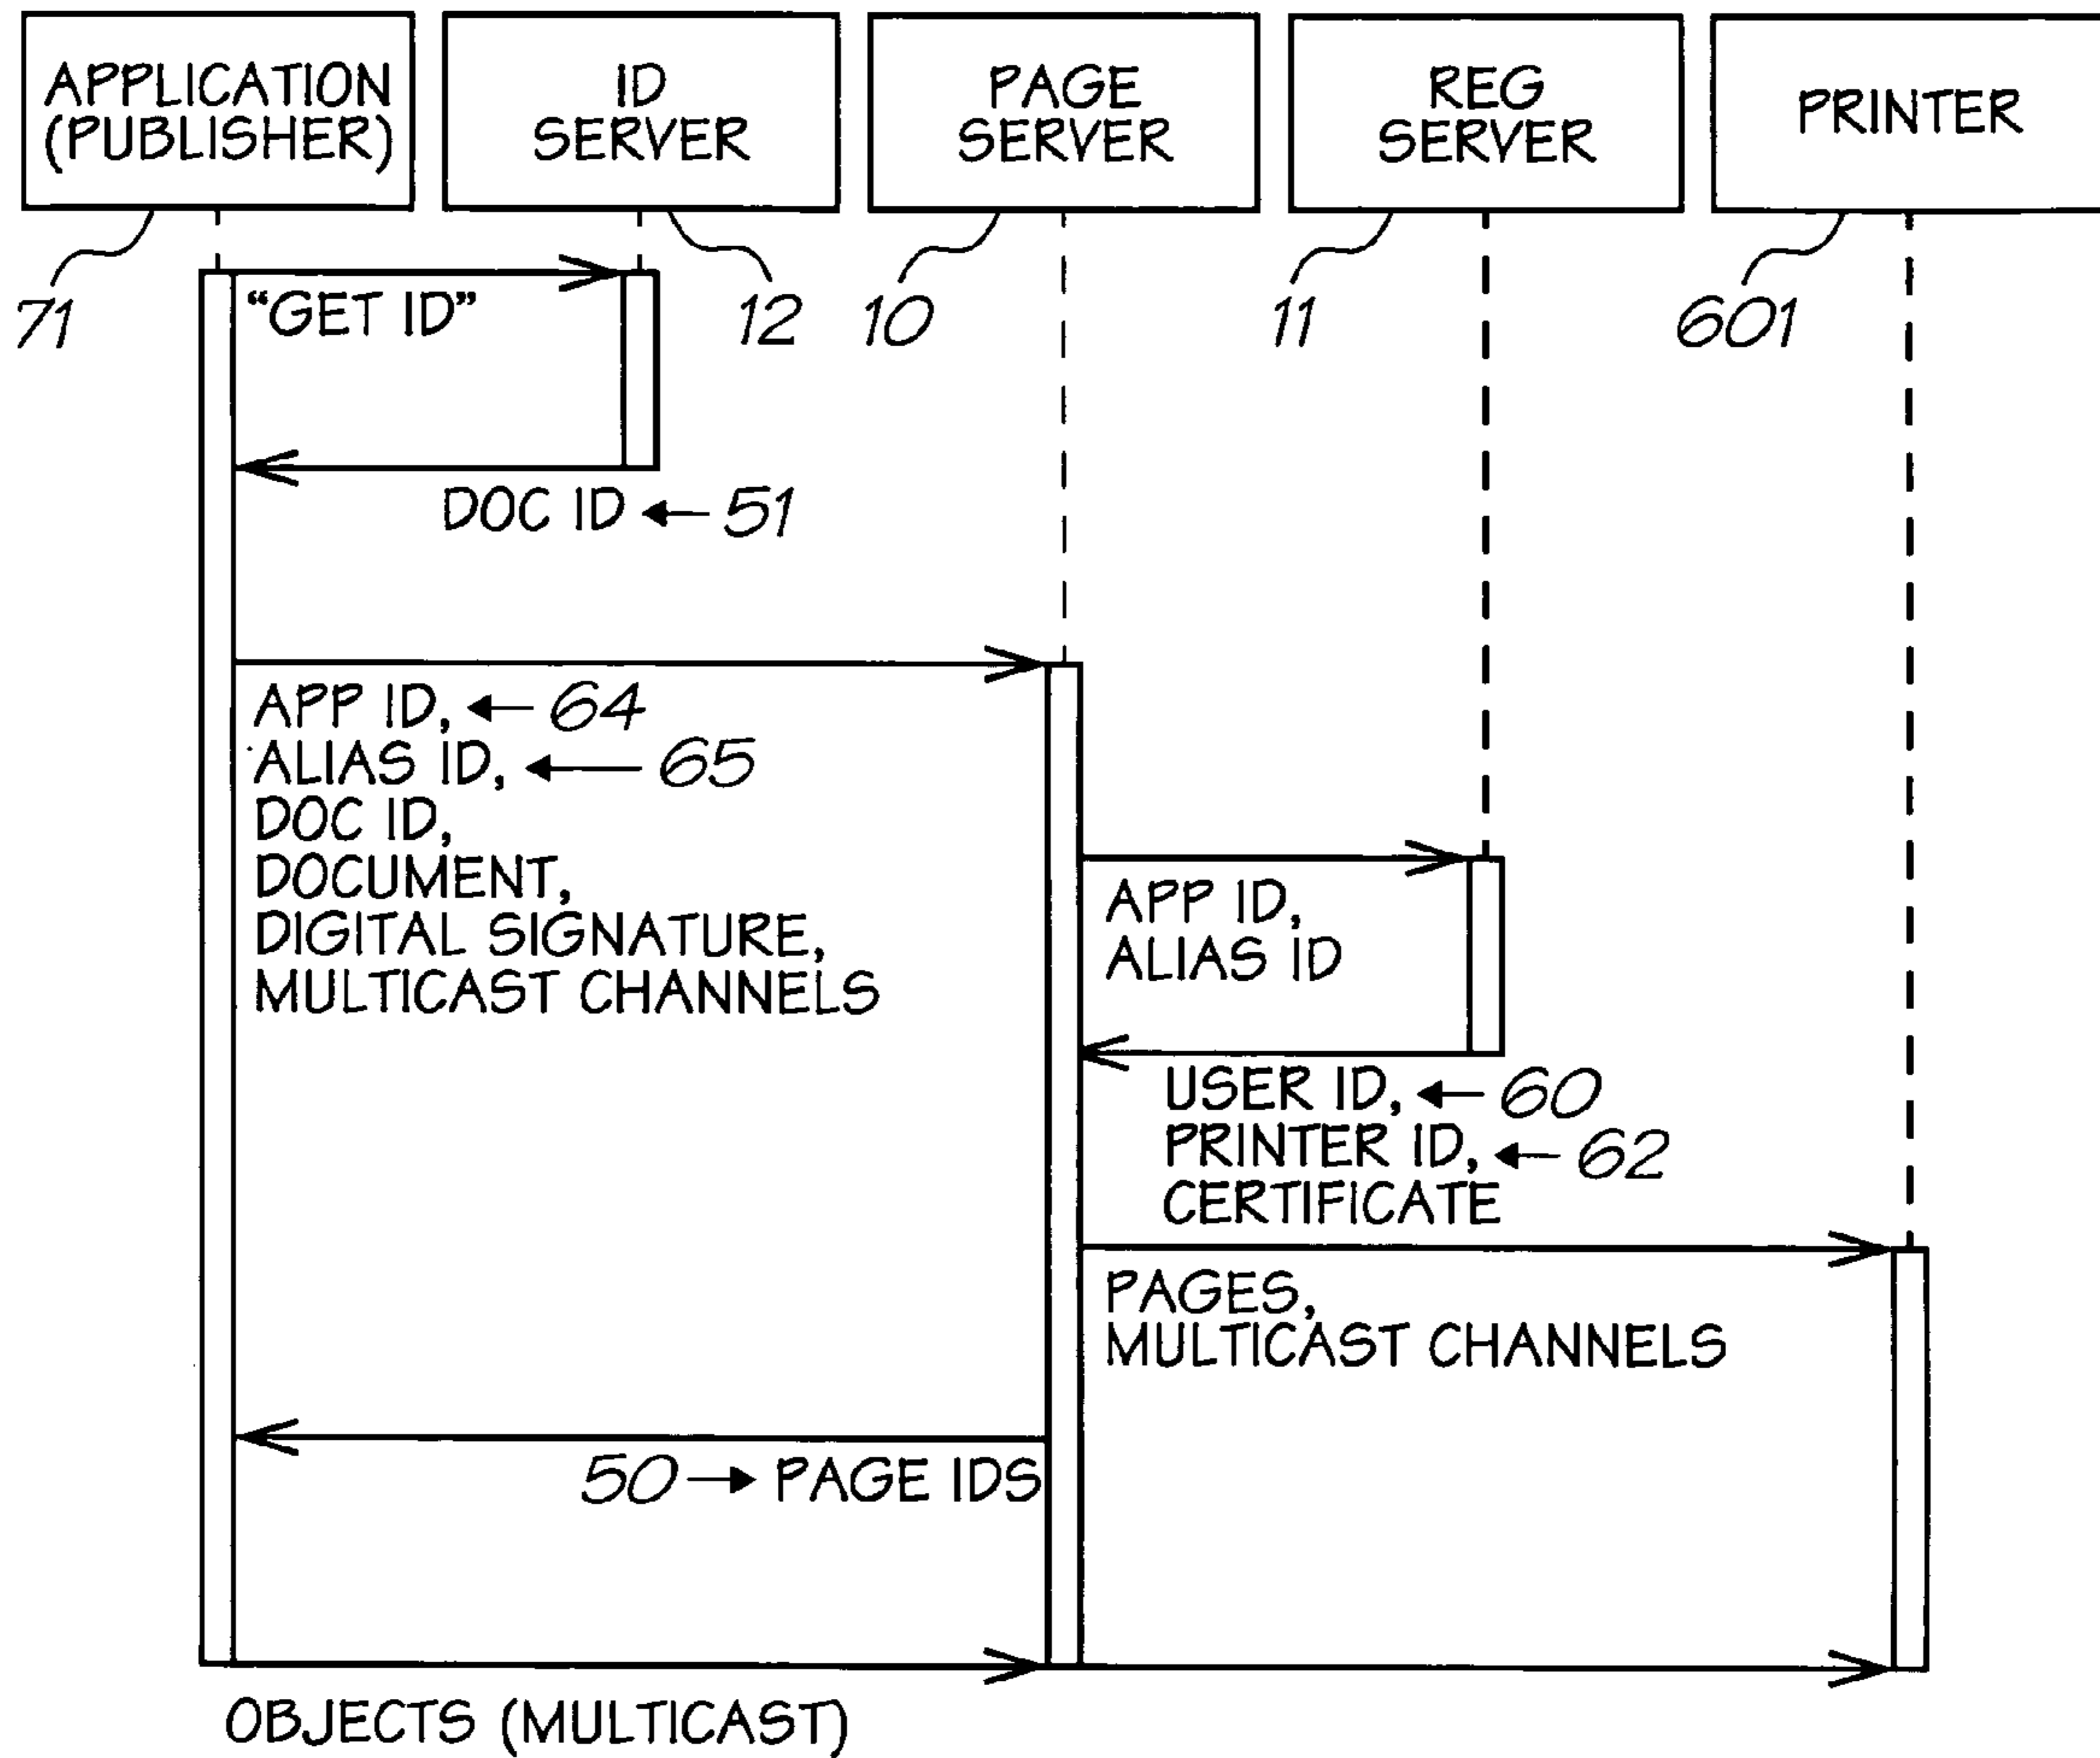 APPLICATION
(PUBLISHER)
ID
SERVER
PAGE
SERVER
REG
SERVER
PRINTER
71
12
10
11
601
“GET ID”
DOC ID 51
APP ID, 64
ALIAS ID, 65
DOC ID,
DOCUMENT,
DIGITAL SIGNATURE,
MULTICAST CHANNELS
APP ID,
ALIAS ID
USER ID, 60
PRINTER ID, 62
CERTIFICATE
PAGES,
MULTICAST CHANNELS
50 PAGE IDS
OBJECTS (MULTICAST)